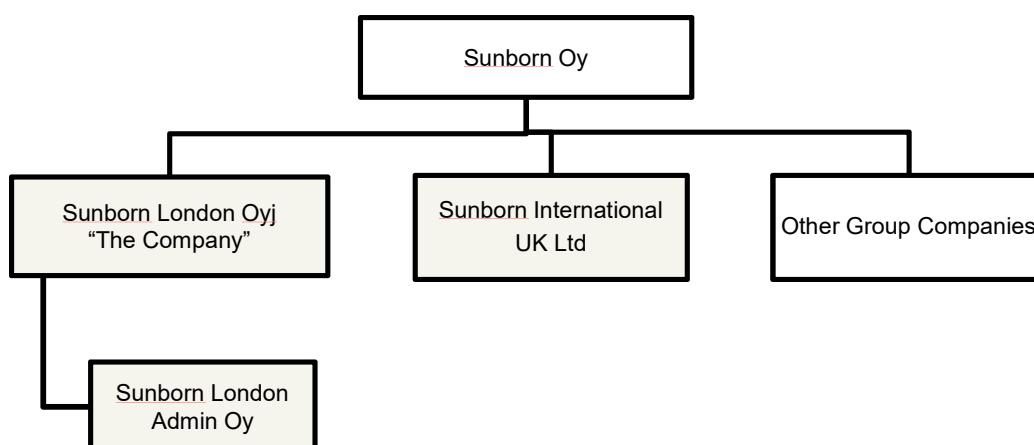 Sunborn Oy
Sunborn London Oyj
“The Company”
Sunborn International
UK Ltd
Other Group Companies
Sunborn London
Admin Oy